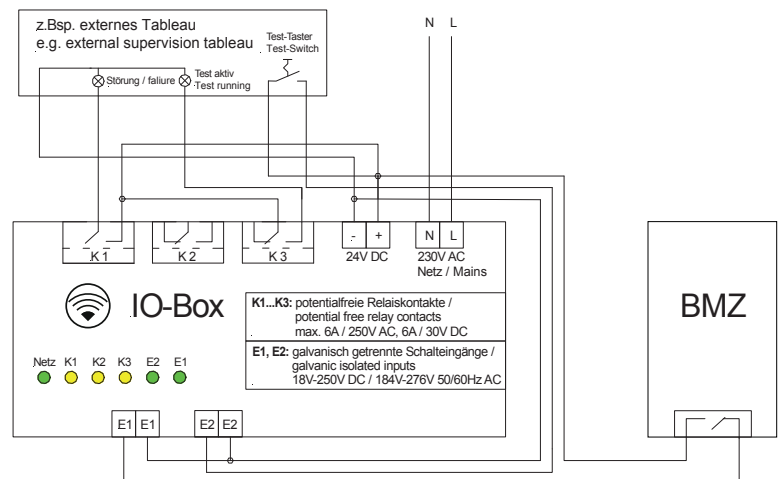 z.Bsp. externes Tableau
e.g. external supervision tableau
Test-Taster
Test-Switch
Störung / faliure
Test aktiv
Test running
N L
K 1
K 2
K 3
- +
24V DC
N L
230V AC
Netz / Mains
IO-Box
K1...K3: potentialfreie Relaiskontakte /
potential free relay contacts
max. 6A / 250V AC, 6A / 30V DC
E1, E2: galvanisch getrennte Schalteingänge /
galvanic isolated inputs
18V-250V DC / 184V-276V 50/60Hz AC
Netz K1 K2 K3 E2 E1
E1 E1
E2 E2
BMZ